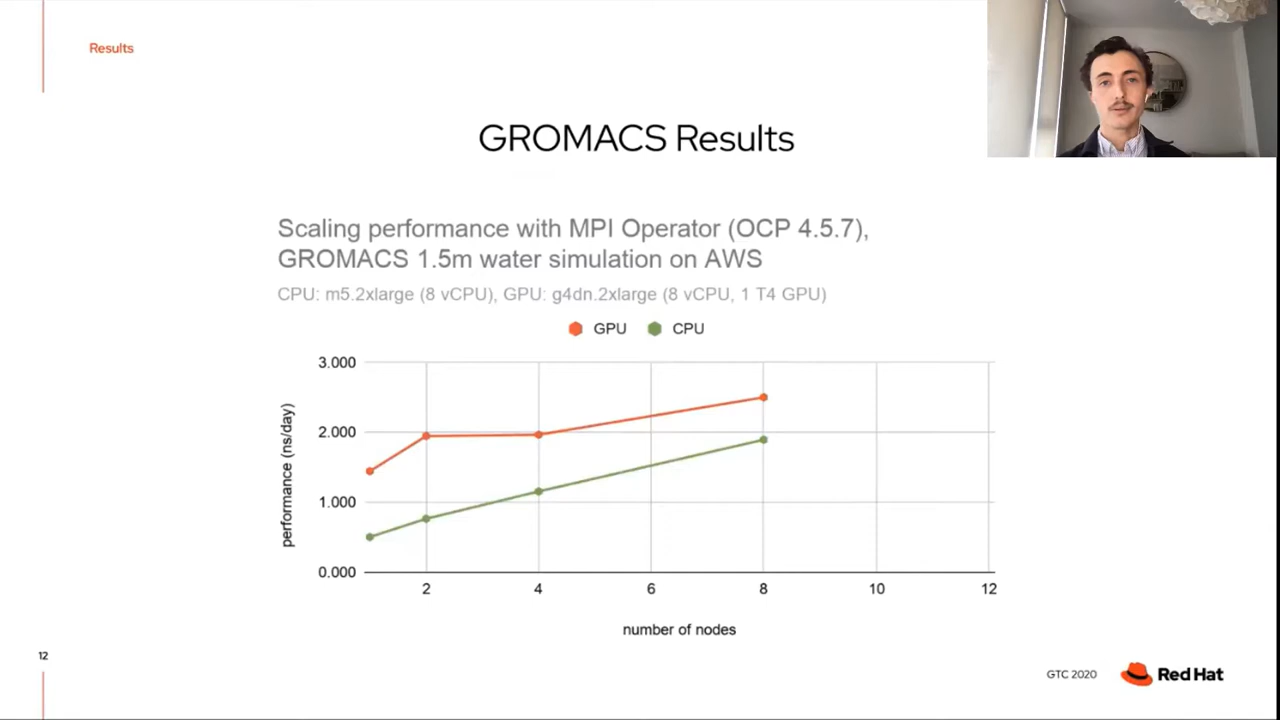 Results
GROMACS Results
Scaling performance with MPI Operator (OCP 4.5.7),
GROMACS 1.5m water simulation on AWS
CPU: m5.2xlarge (8 vCPU), GPU: g4dn.2xlarge (8 vCPU, 1 T4 GPU)
GPU CPU
performance (ns/day)
3.000
2.000
1.000
0.000
2 4 6 8 10 12
number of nodes
12
GTC 2020
Red Hat